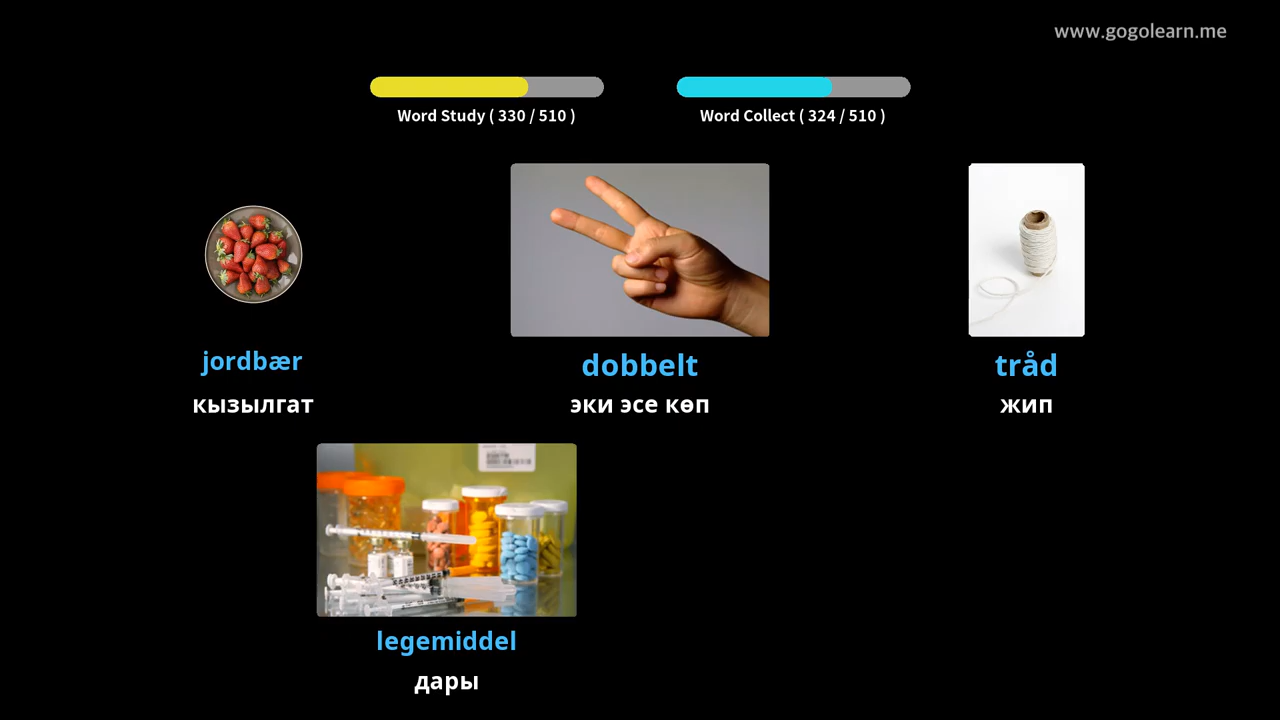 www.gogolearn.me
Word Study ( 330 / 510 )
Word Collect ( 324 / 510 )
jordbær
dobbelt
tråd
кызылгат
эки эсе көп
жип
legemiddel
дары